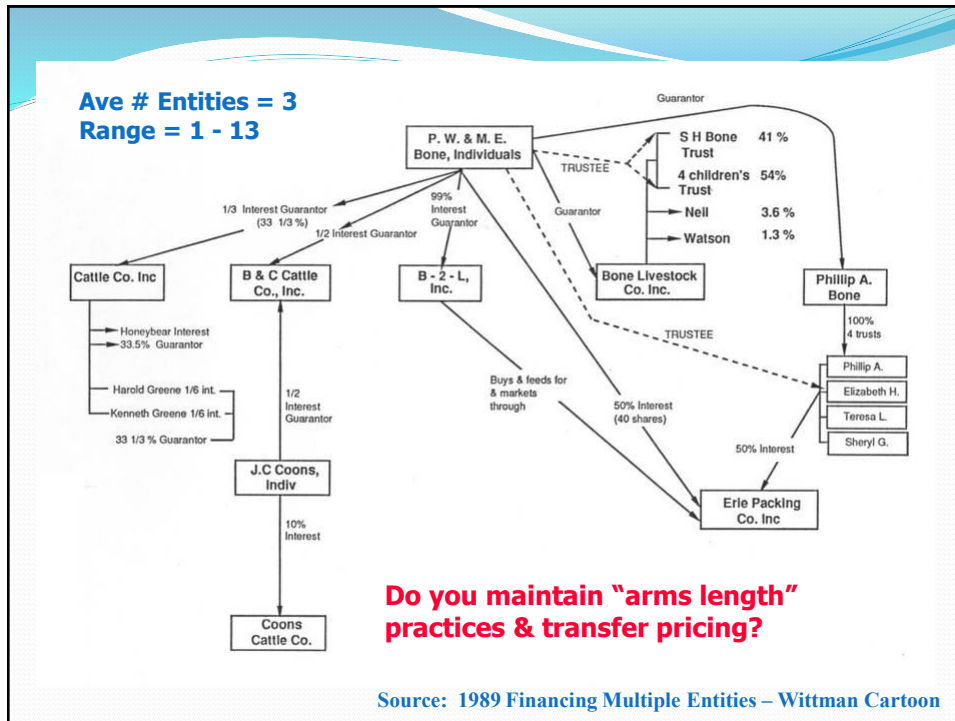 Ave # Entities = 3
Range = 1 - 13
Guarantor
P. W. & M. E.
Bone, Individuals
TRUSTEE
S H Bone 41 %
Trust
4 children's 54%
Trust
Neil 3.6 %
Watson 1.3 %
1/3 Interest Guarantor
(33 1/3 %)
1/2 Interest Guarantor
99%
Interest
Guarantor
Guarantor
Cattle Co. Inc
B & C Cattle
Co., Inc.
B - 2 - L,
Inc.
Bone Livestock
Co. Inc.
Phillip A.
Bone
Honeybear Interest
33.5% Guarantor
Harold Greene 1/6 int.
Kenneth Greene 1/6 int.
33 1/3 % Guarantor
1/2
Interest
Guarantor
Buys & feeds for
& markets
through
50% Interest
(40 shares)
TRUSTEE
100%
4 trusts
Phillip A.
Elizabeth H.
Teresa L.
Sheryl G.
50% Interest
J.C Coons,
Indiv
Erie Packing
Co. Inc
10%
Interest
Coons
Cattle Co.
Do you maintain “arms length”
practices & transfer pricing?
Source: 1989 Financing Multiple Entities – Wittman Cartoon